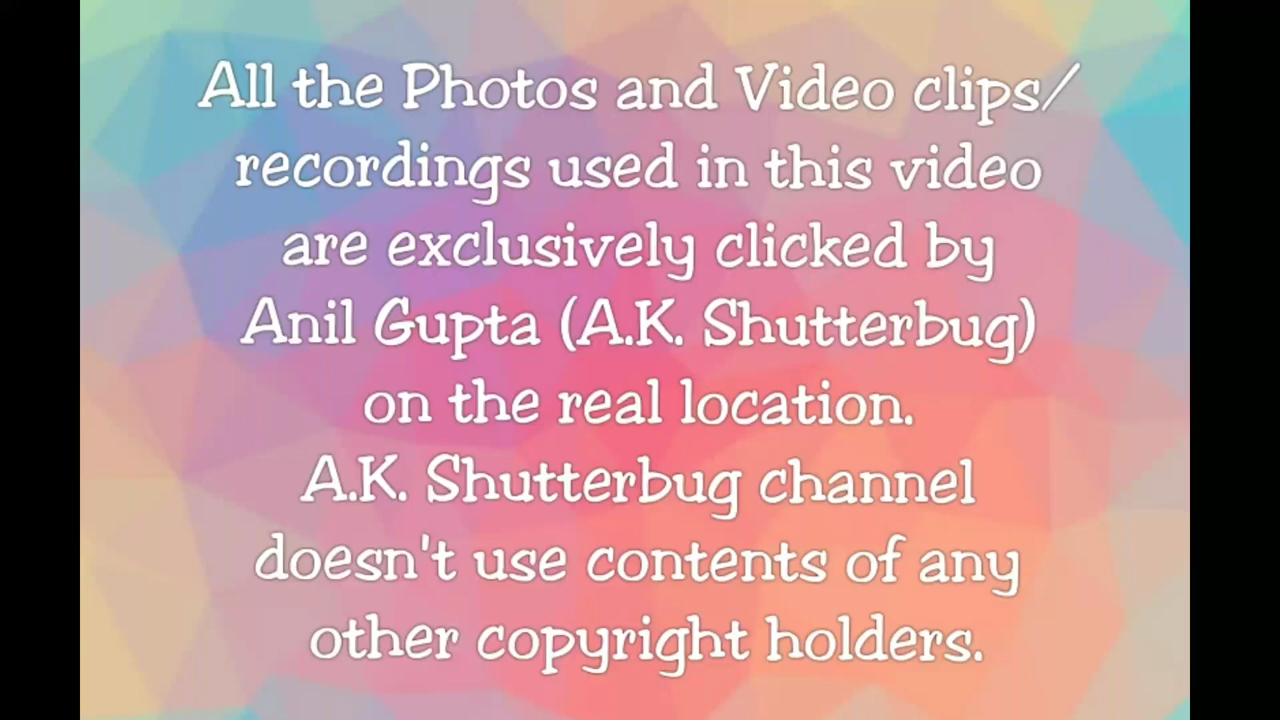 All the Photos and Video clips/
recordings used in this video
are exclusively clicked by
Anil Gupta (A.K. Shutterbug)
on the real location.
A.K. Shutterbug channel
doesn't use contents of any
other copyright holders.